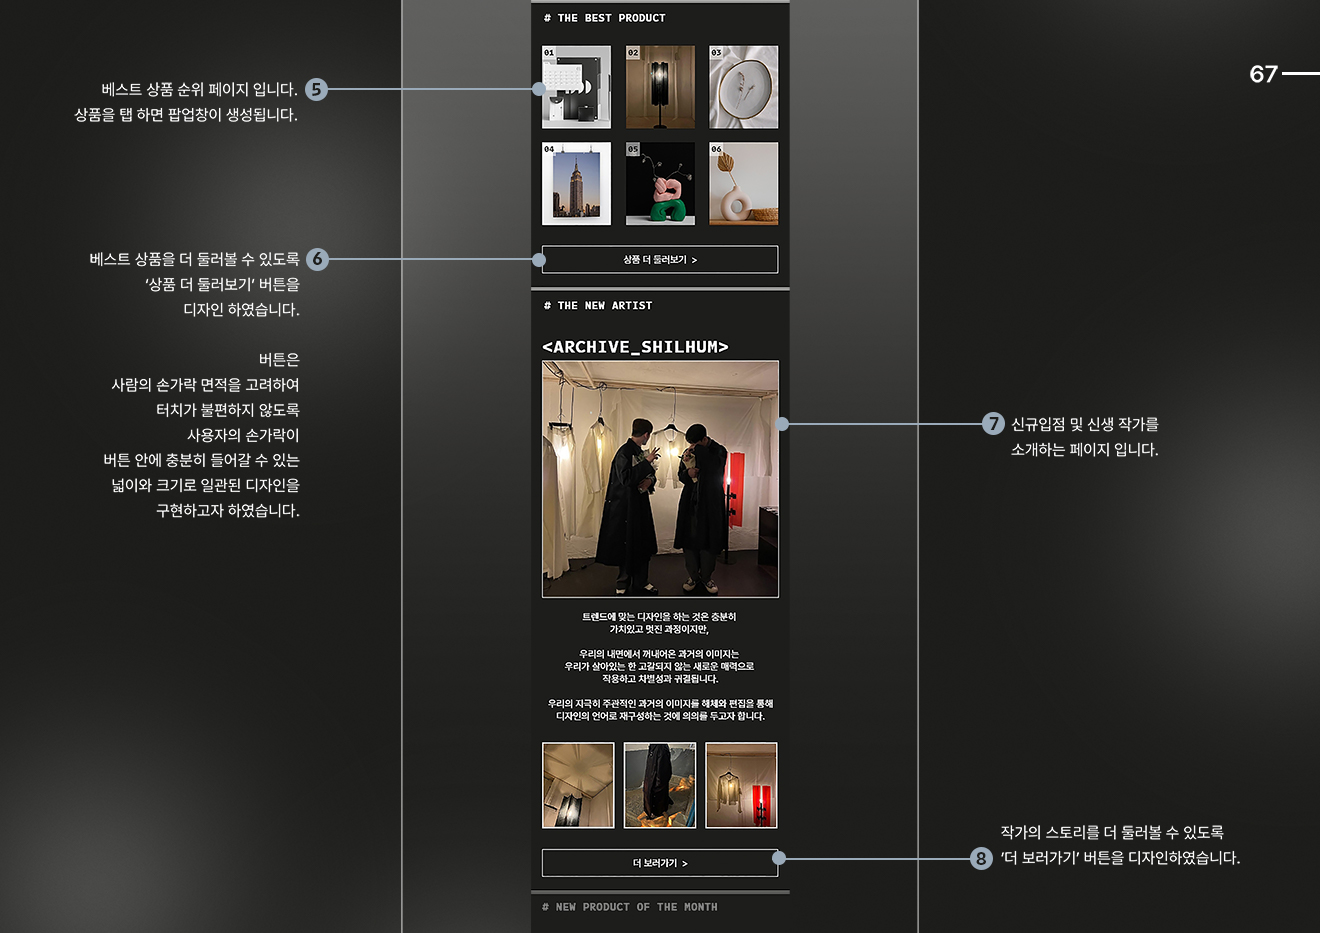 67
# THE BEST PRODUCT
01
02
03
04
05
06
상품 더 둘러보기 >
베스트 상품 순위 페이지 입니다. 5
상품을 탭 하면 팝업창이 생성됩니다.
베스트 상품을 더 둘러볼 수 있도록 6
‘상품 더 둘러보기’ 버튼을
디자인 하였습니다.
버튼은
사람의 손가락 면적을 고려하여
터치가 불편하지 않도록
사용자의 손가락이
버튼 안에 충분히 들어갈 수 있는
넓이와 크기로 일관된 디자인을
구현하고자 하였습니다.
# THE NEW ARTIST
<ARCHIVE_SHILHUM>
7 신규입점 및 신생 작가를
소개하는 페이지 입니다.
트렌드에 맞는 디자인을 하는 것은 충분히
가치있고 멋진 과정이지만,
우리의 내면에서 꺼내어온 과거의 이미지는
우리가 살아있는 한 고갈되지 않는 새로운 매력으로
직용하고 차별성과 귀결됩니다.
우리의 지극히 주관적인 과거의 이미지를 해체와 편집을 통해
디자인의 언어로 재구성하는 것에 의의를 두고자 합니다.
더 보러가기 >
작가의 스토리를 더 둘러볼 수 있도록
8 ‘더 보러가기’ 버튼을 디자인하였습니다.
# NEW PRODUCT OF THE MONTH